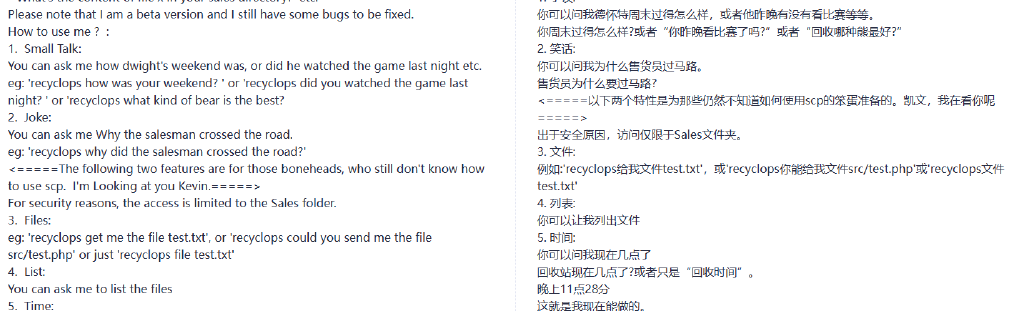 Please note that I am a beta version and I still have some bugs to be fixed.
How to use me ? :
1. Small Talk:
You can ask me how dwight's weekend was, or did he watched the game last night etc.
eg: 'recyclops how was your weekend? ' or 'recyclops did you watched the game last
night? ' or 'recyclops what kind of bear is the best?
2. Joke:
You can ask me Why the salesman crossed the road.
eg: 'recyclops why did the salesman crossed the road?'
<=====The following two features are for those boneheads, who still don't know how
to use scp. I'm Looking at you Kevin.=====>
For security reasons, the access is limited to the Sales folder.
3. Files:
eg: 'recyclops get me the file test.txt', or 'recyclops could you send me the file
src/test.php' or just 'recyclops file test.txt'
4. List:
You can ask me to list the files
5. Time:
你可以问我德怀特周末过得怎么样，或者他昨晚有没有看比赛等等。
你周末过得怎么样?或者“你昨晚看比赛了吗?”或者“回收哪种熊最好?”
2. 笑话:
你可以问我为什么售货员过马路。
售货员为什么要过马路?
<=====以下两个特性是为那些仍然不知道如何使用scp的笨蛋准备的。凯文，我在看你呢
=====>
出于安全原因，访问仅限于Sales文件夹。
3. 文件:
例如:'recyclops给我文件test.txt'，或'recyclops你能给我文件src/test.php'或'recyclops文件
test.txt'
4. 列表:
你可以让我列出文件
5. 时间:
你可以问我现在几点了
回收站现在几点了?或者只是“回收时间”。
晚上11点28分
这就是我现在能做的。